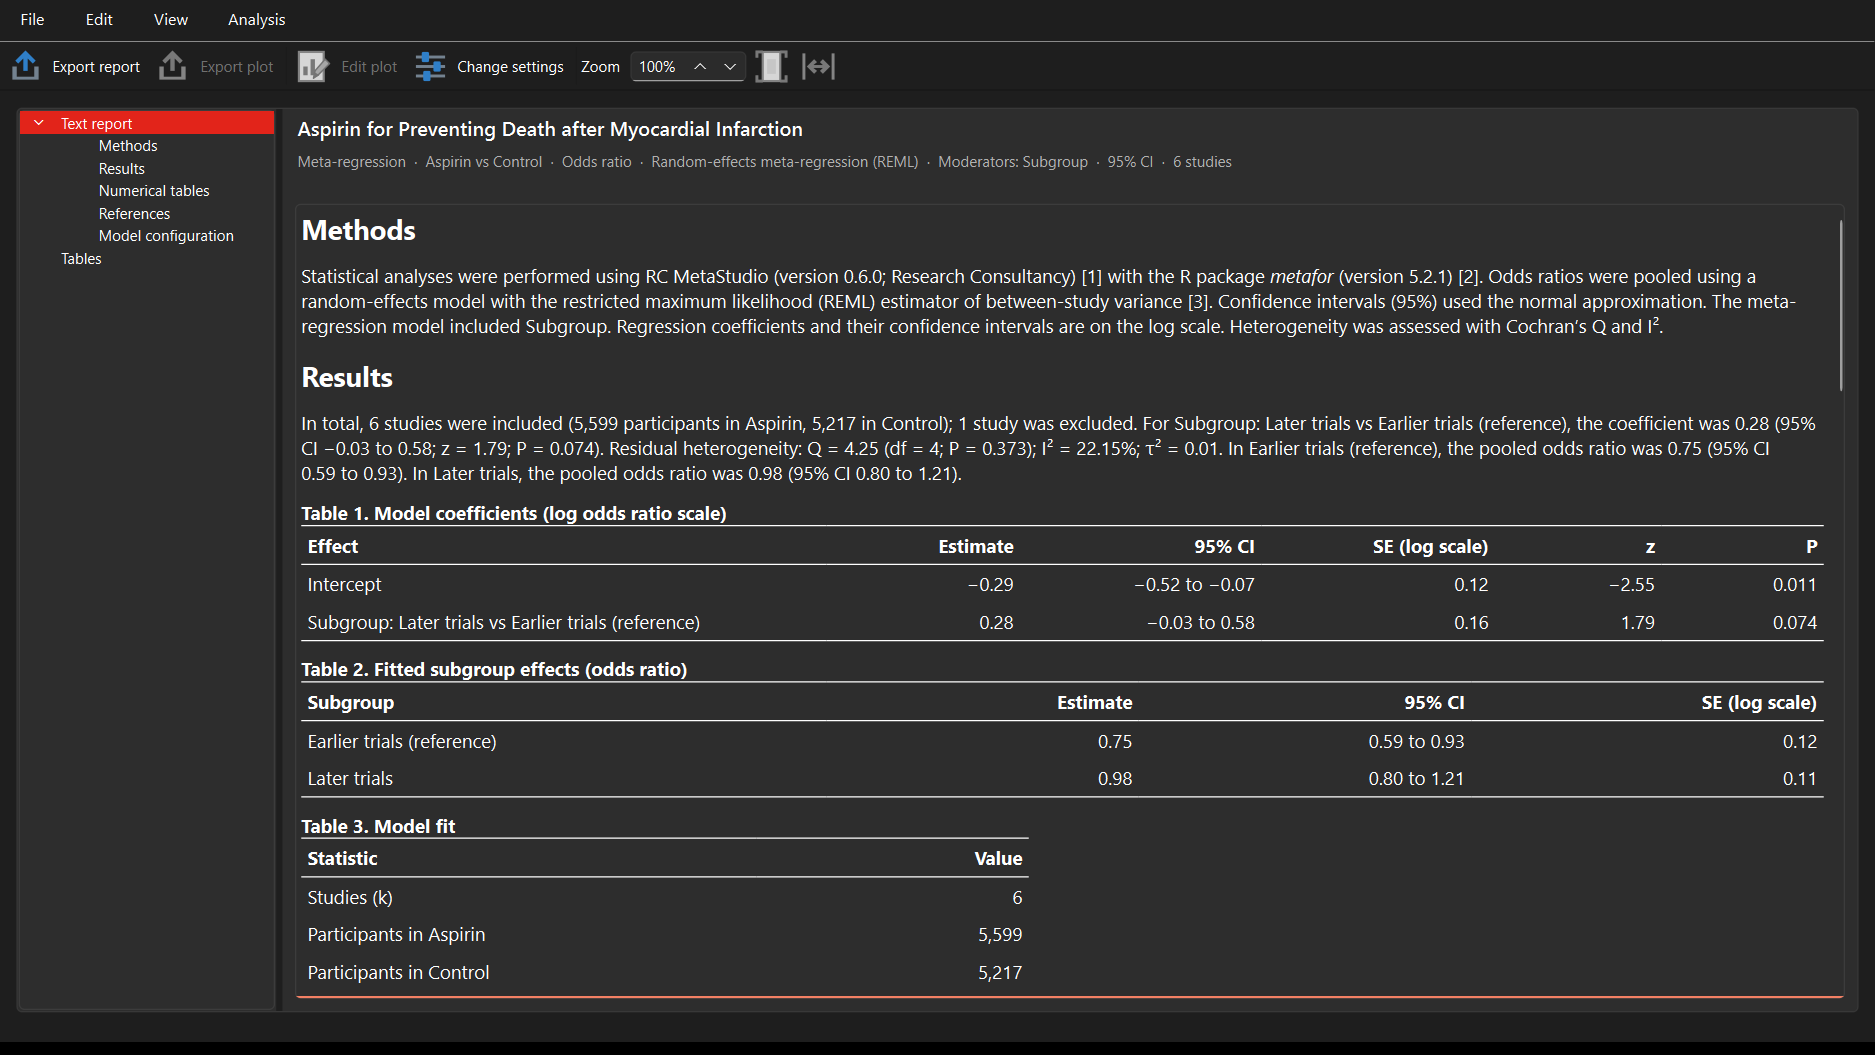 File Edit View Analysis
Export report Export plot Edit plot Change settings Zoom 100%
Text report
Methods
Results
Numerical tables
References
Model configuration
Tables
Aspirin for Preventing Death after Myocardial Infarction
Meta-regression · Aspirin vs Control · Odds ratio · Random-effects meta-regression (REML) · Moderators: Subgroup · 95% CI · 6 studies
Methods
Statistical analyses were performed using RC MetaStudio (version 0.6.0; Research Consultancy) [1] with the R package metafor (version 5.2.1) [2]. Odds ratios were pooled using a
random-effects model with the restricted maximum likelihood (REML) estimator of between-study variance [3]. Confidence intervals (95%) used the normal approximation. The meta-
regression model included Subgroup. Regression coefficients and their confidence intervals are on the log scale. Heterogeneity was assessed with Cochran’s Q and I².
Results
In total, 6 studies were included (5,599 participants in Aspirin, 5,217 in Control); 1 study was excluded. For Subgroup: Later trials vs Earlier trials (reference), the coefficient was 0.28 (95%
CI −0.03 to 0.58; z = 1.79; P = 0.074). Residual heterogeneity: Q = 4.25 (df = 4; P = 0.373); I² = 22.15%; τ² = 0.01. In Earlier trials (reference), the pooled odds ratio was 0.75 (95% CI
0.59 to 0.93). In Later trials, the pooled odds ratio was 0.98 (95% CI 0.80 to 1.21).
Table 1. Model coefficients (log odds ratio scale)
Effect Estimate 95% CI SE (log scale) z P
Intercept −0.29 −0.52 to −0.07 0.12 −2.55 0.011
Subgroup: Later trials vs Earlier trials (reference) 0.28 −0.03 to 0.58 0.16 1.79 0.074
Table 2. Fitted subgroup effects (odds ratio)
Subgroup Estimate 95% CI SE (log scale)
Earlier trials (reference) 0.75 0.59 to 0.93 0.12
Later trials 0.98 0.80 to 1.21 0.11
Table 3. Model fit
Statistic Value
Studies (k) 6
Participants in Aspirin 5,599
Participants in Control 5,217